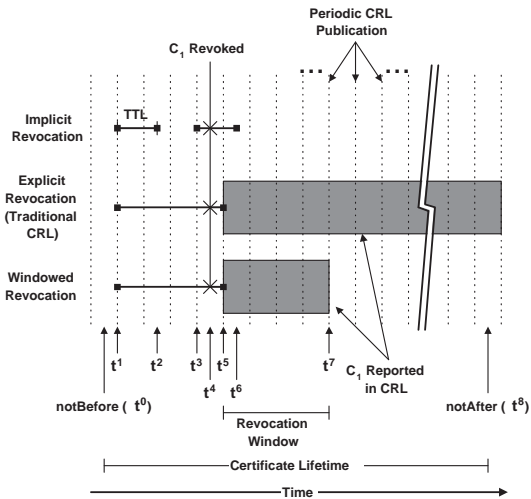 Periodic CRL
Publication
C1 Revoked
TTL
Implicit
Revocation
Explicit
Revocation
(Traditional
CRL)
Windowed
Revocation
t1
t2
t3
t4
t5
t6
t7
C1 Reported
in CRL
notBefore ( t0)
notAfter ( t8)
Revocation
Window
Certificate Lifetime
Time